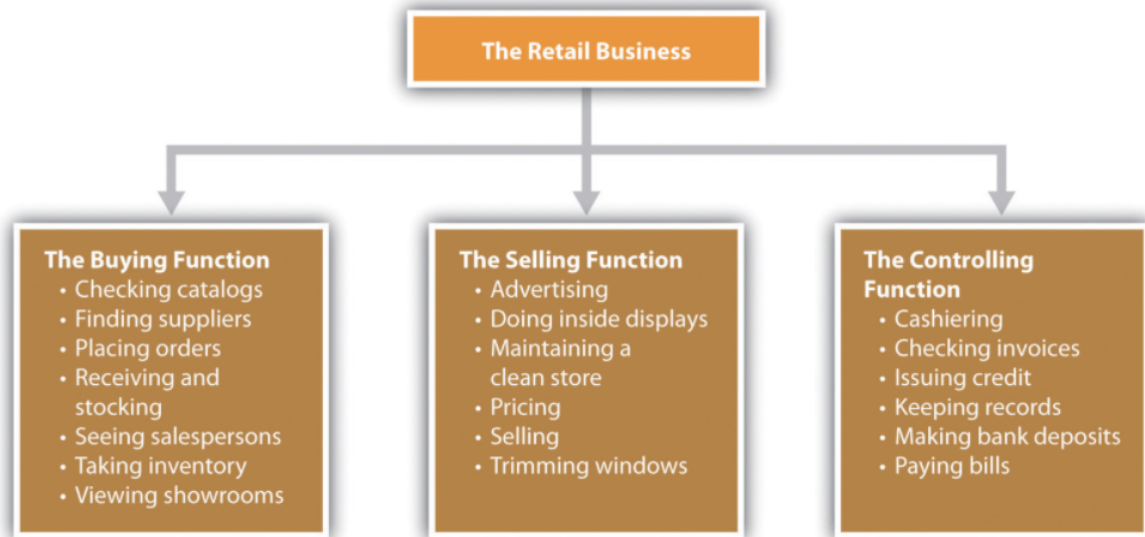 The Retail Business
The Buying Function
• Checking catalogs
• Finding suppliers
• Placing orders
• Receiving and
stocking
• Seeing salespersons
• Taking inventory
• Viewing showrooms
The Selling Function
• Advertising
• Doing inside displays
• Maintaining a
clean store
• Pricing
• Selling
• Trimming windows
The Controlling
Function
• Cashiering
• Checking invoices
• Issuing credit
• Keeping records
• Making bank deposits
• Paying bills